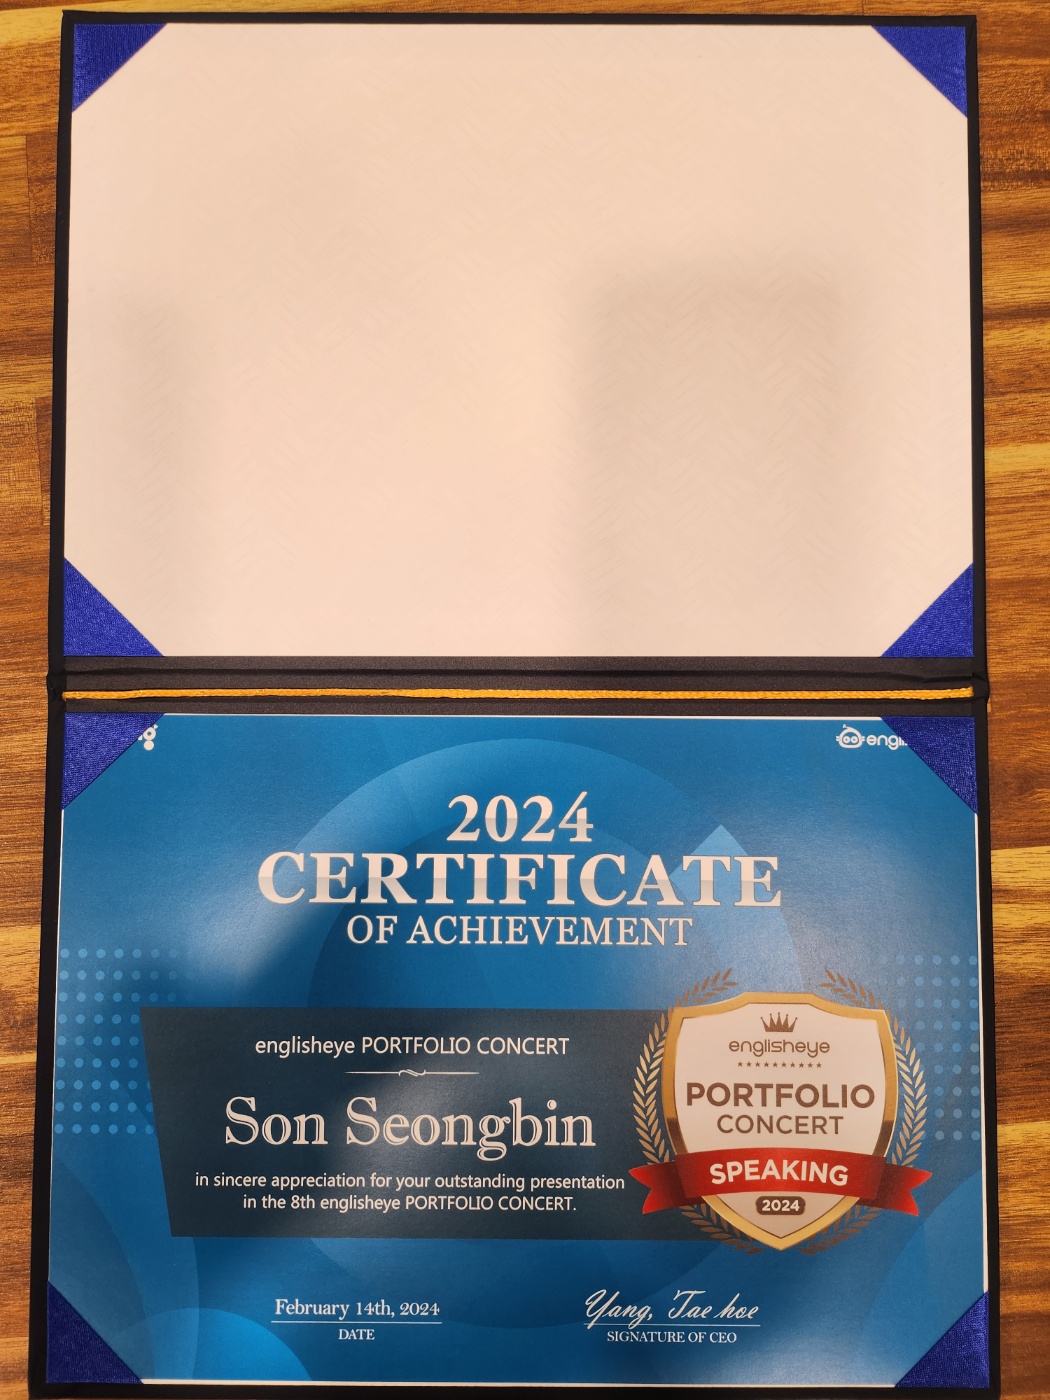 2024
CERTIFICATE
OF ACHIEVEMENT
englisheye PORTFOLIO CONCERT
Son Seongbin
in sincere appreciation for your outstanding presentation
in the 8th englisheye PORTFOLIO CONCERT.
englisheye
PORTFOLIO
CONCERT
SPEAKING
2024
February 14th, 2024
DATE
Yang, Tae hoe
SIGNATURE OF CEO